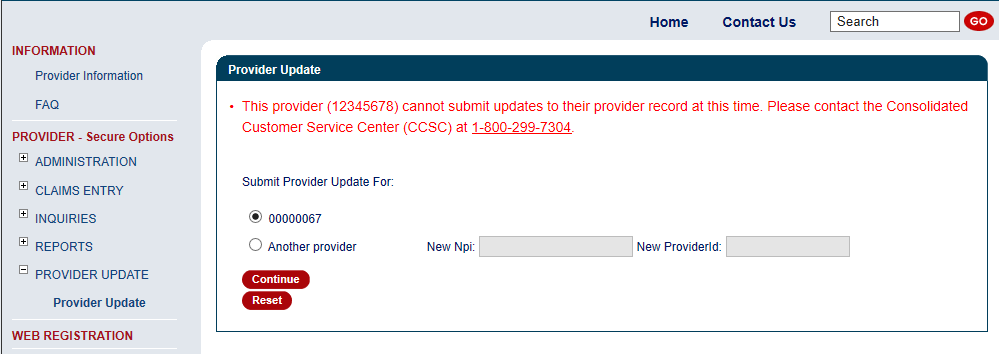 Home Contact Us Search GO
INFORMATION
Provider Information
FAQ
PROVIDER - Secure Options
ADMINISTRATION
CLAIMS ENTRY
INQUIRIES
REPORTS
PROVIDER UPDATE
Provider Update
WEB REGISTRATION
Provider Update
• This provider (12345678) cannot submit updates to their provider record at this time. Please contact the Consolidated
Customer Service Center (CCSC) at 1-800-299-7304.
Submit Provider Update For:
00000067
Another provider New Npi: New ProviderId:
Continue
Reset